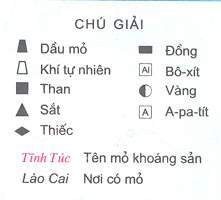 CHÚ GIẢI
Dầu mỏ
Đồng
Khí tự nhiên
Al Bô-xít
Than
Vàng
Sắt
A A-pa-tít
Thiếc
Tĩnh Túc Tên mỏ khoáng sản
Lào Cai Nơi có mỏ